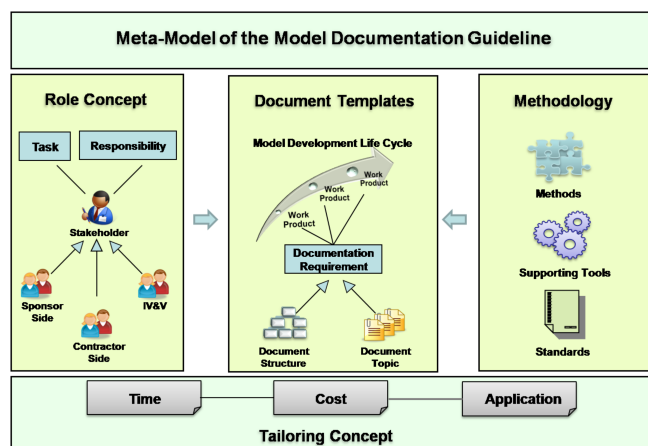 Meta-Model of the Model Documentation Guideline
Role Concept
Task
Responsibility
Stakeholder
Sponsor
Side
IV&V
Contractor
Side
Document Templates
Model Development Life Cycle
Work
Product
Work
Product
Work
Product
Documentation
Requirement
Document
Structure
Document
Topic
Methodology
Methods
Supporting Tools
Standards
Time
Cost
Application
Tailoring Concept